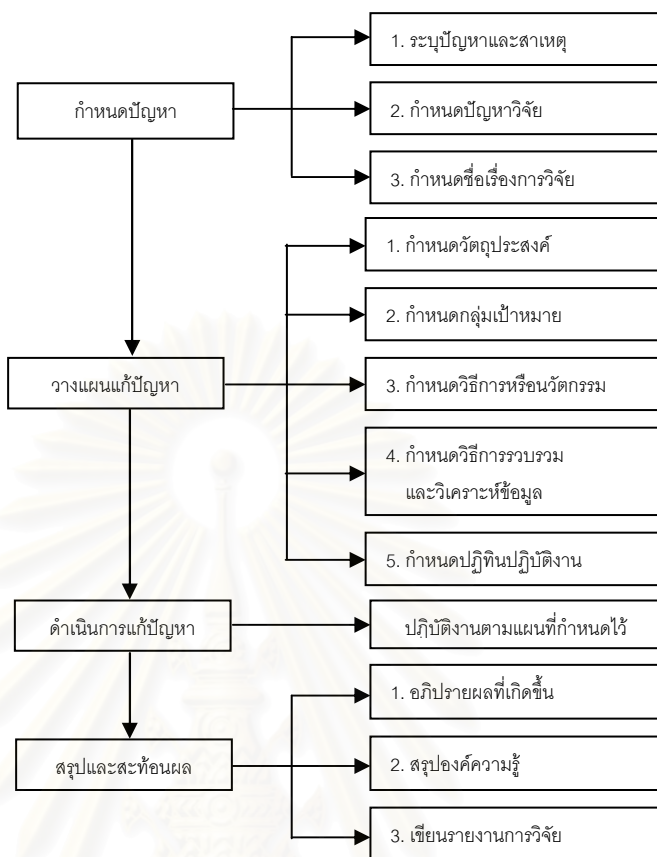 กำหนดปัญหา
1. ระบุปัญหาและสาเหตุ
2. กำหนดปัญหาวิจัย
3. กำหนดชื่อเรื่องการวิจัย
วางแผนแก้ปัญหา
1. กำหนดวัตถุประสงค์
2. กำหนดกลุ่มเป้าหมาย
3. กำหนดวิธีการหรือนวัตกรรม
4. กำหนดวิธีการรวบรวม
และวิเคราะห์ข้อมูล
5. กำหนดปฏิทินปฏิบัติงาน
ดำเนินการแก้ปัญหา
ปฏิบัติงานตามแผนที่กำหนดไว้
สรุปและสะท้อนผล
1. อภิปรายผลที่เกิดขึ้น
2. สรุปองค์ความรู้
3. เขียนรายงานการวิจัย